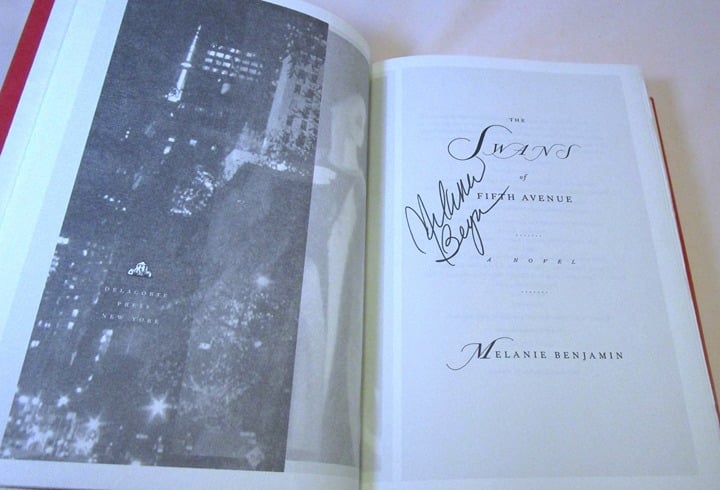 DELACORTE
PRESS
NEW YORK
THE
SWANS
of
FIFTH AVENUE
A NOVEL
MELANIE BENJAMIN